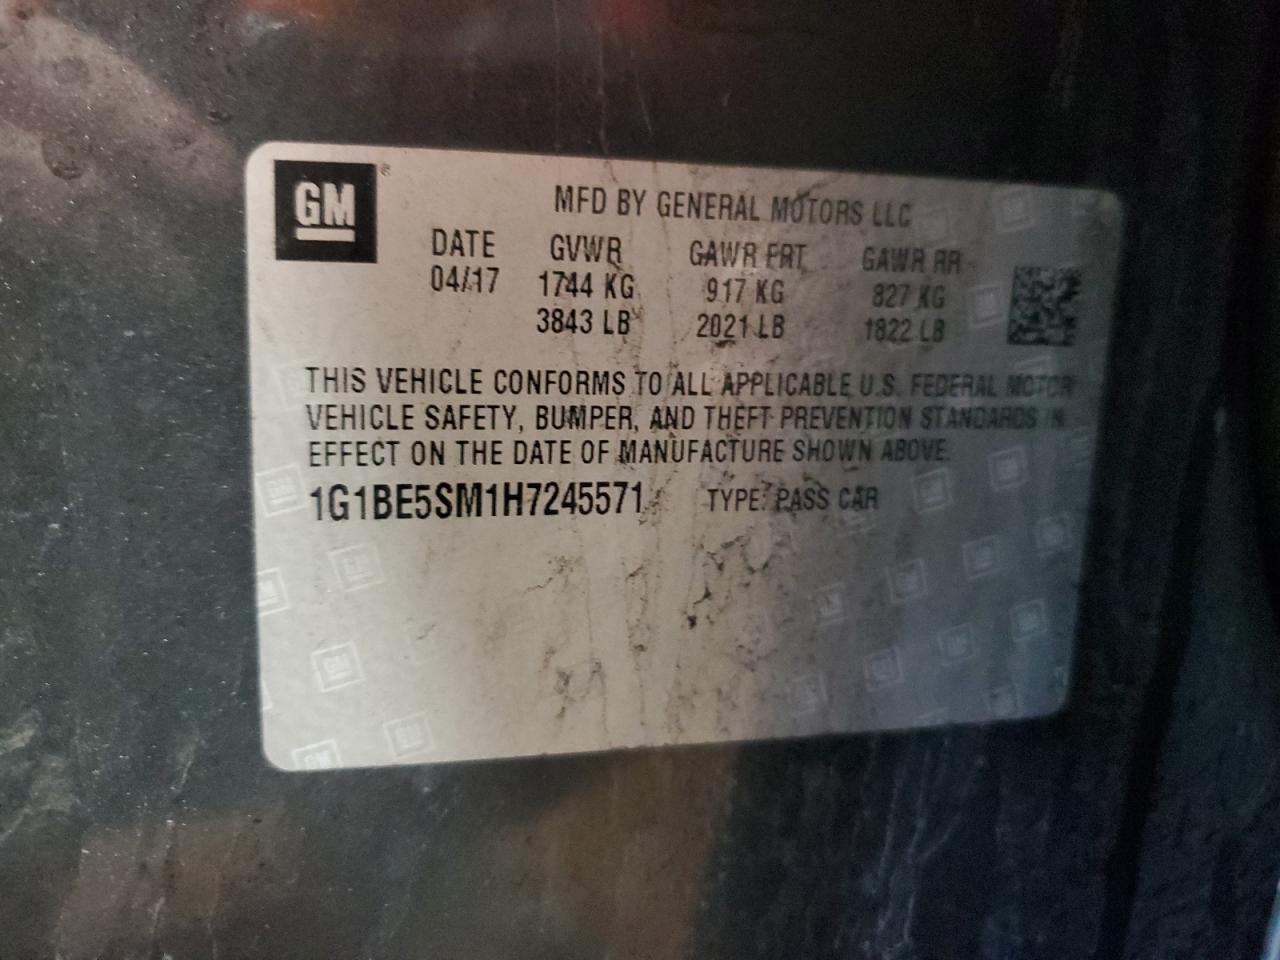 GM
MFD BY GENERAL MOTORS LLC
DATE GVWR GAWR FRT GAWR RR
04/17 1744 KG 917 KG 827 KG
3843 LB 2021 LB 1822 LB
THIS VEHICLE CONFORMS TO ALL APPLICABLE U.S. FEDERAL MOTOR
VEHICLE SAFETY, BUMPER, AND THEFT PREVENTION STANDARDS IN
EFFECT ON THE DATE OF MANUFACTURE SHOWN ABOVE.
1G1BE5SM1H7245571 TYPE: PASS CAR